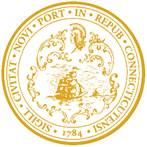 SIGILL • CIVITAT • NOVI • PORT • IN • REPUB • CONNECTICUTENSI •
1784